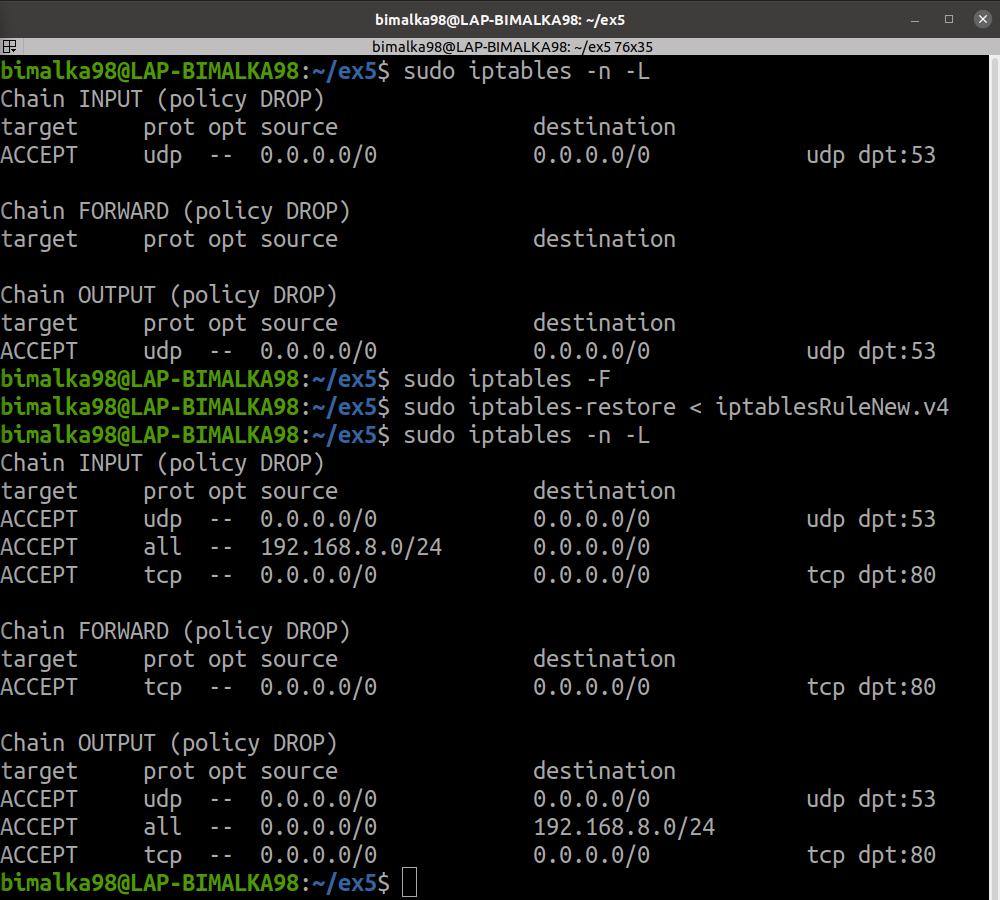 bimalka98@LAP-BIMALKA98: ~/ex5
bimalka98@LAP-BIMALKA98: ~/ex5 76x35
bimalka98@LAP-BIMALKA98:~/ex5$ sudo iptables -n -L
Chain INPUT (policy DROP)
target     prot opt source               destination
ACCEPT     udp  --  0.0.0.0/0            0.0.0.0/0            udp dpt:53

Chain FORWARD (policy DROP)
target     prot opt source               destination

Chain OUTPUT (policy DROP)
target     prot opt source               destination
ACCEPT     udp  --  0.0.0.0/0            0.0.0.0/0            udp dpt:53
bimalka98@LAP-BIMALKA98:~/ex5$ sudo iptables -F
bimalka98@LAP-BIMALKA98:~/ex5$ sudo iptables-restore < iptablesRuleNew.v4
bimalka98@LAP-BIMALKA98:~/ex5$ sudo iptables -n -L
Chain INPUT (policy DROP)
target     prot opt source               destination
ACCEPT     udp  --  0.0.0.0/0            0.0.0.0/0            udp dpt:53
ACCEPT     all  --  192.168.8.0/24       0.0.0.0/0
ACCEPT     tcp  --  0.0.0.0/0            0.0.0.0/0            tcp dpt:80

Chain FORWARD (policy DROP)
target     prot opt source               destination
ACCEPT     tcp  --  0.0.0.0/0            0.0.0.0/0            tcp dpt:80

Chain OUTPUT (policy DROP)
target     prot opt source               destination
ACCEPT     udp  --  0.0.0.0/0            0.0.0.0/0            udp dpt:53
ACCEPT     all  --  0.0.0.0/0            192.168.8.0/24
ACCEPT     tcp  --  0.0.0.0/0            0.0.0.0/0            tcp dpt:80
bimalka98@LAP-BIMALKA98:~/ex5$